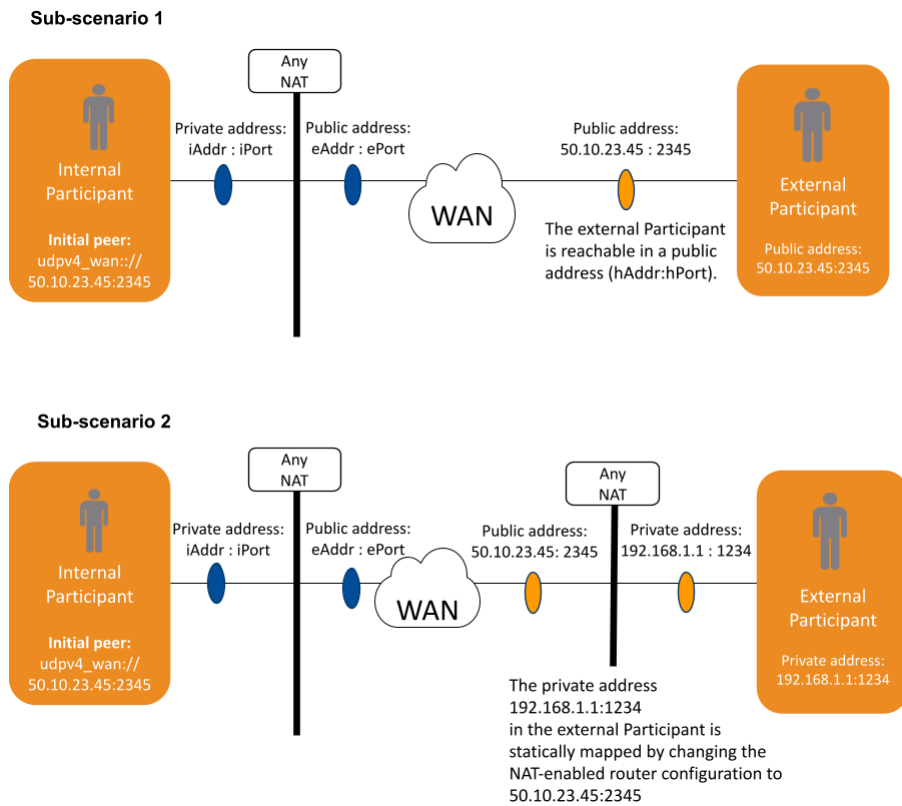 Sub-scenario 1
Any
NAT
Internal
Participant
Initial peer:
udpv4_wan:://
50.10.23.45:2345
Private address:
iAddr : iPort
Public address:
eAddr : ePort
WAN
Public address:
50.10.23.45 : 2345
The external Participant
is reachable in a public
address (hAddr:hPort).
External
Participant
Public address:
50.10.23.45:2345
Sub-scenario 2
Any
NAT
Any
NAT
Internal
Participant
Initial peer:
udpv4_wan://
50.10.23.45:2345
Private address:
iAddr : iPort
Public address:
eAddr : ePort
WAN
Public address:
50.10.23.45: 2345
Private address:
192.168.1.1 : 1234
The private address
192.168.1.1:1234
in the external Participant is
statically mapped by changing the
NAT-enabled router configuration to
50.10.23.45:2345
External
Participant
Private address:
192.168.1.1:1234